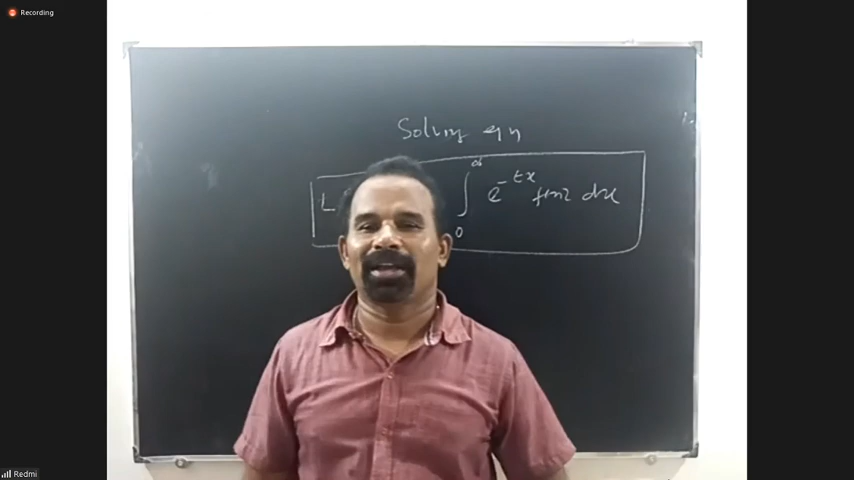 Recording
Solving eqn
L ∫ e^-tx f(x) dx
∞
0
Redmi